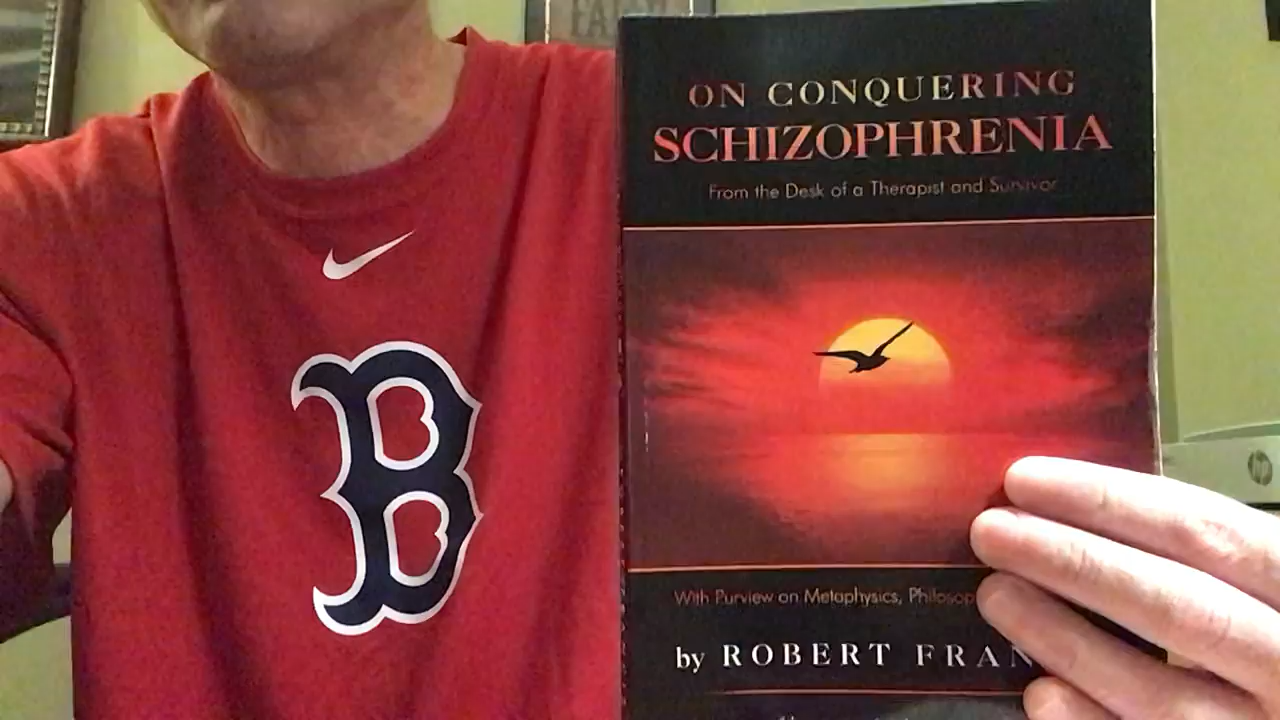 B
ON CONQUERING
SCHIZOPHRENIA
From the Desk of a Therapist and Survivor
With Purview on Metaphysics,
by ROBERT
hp